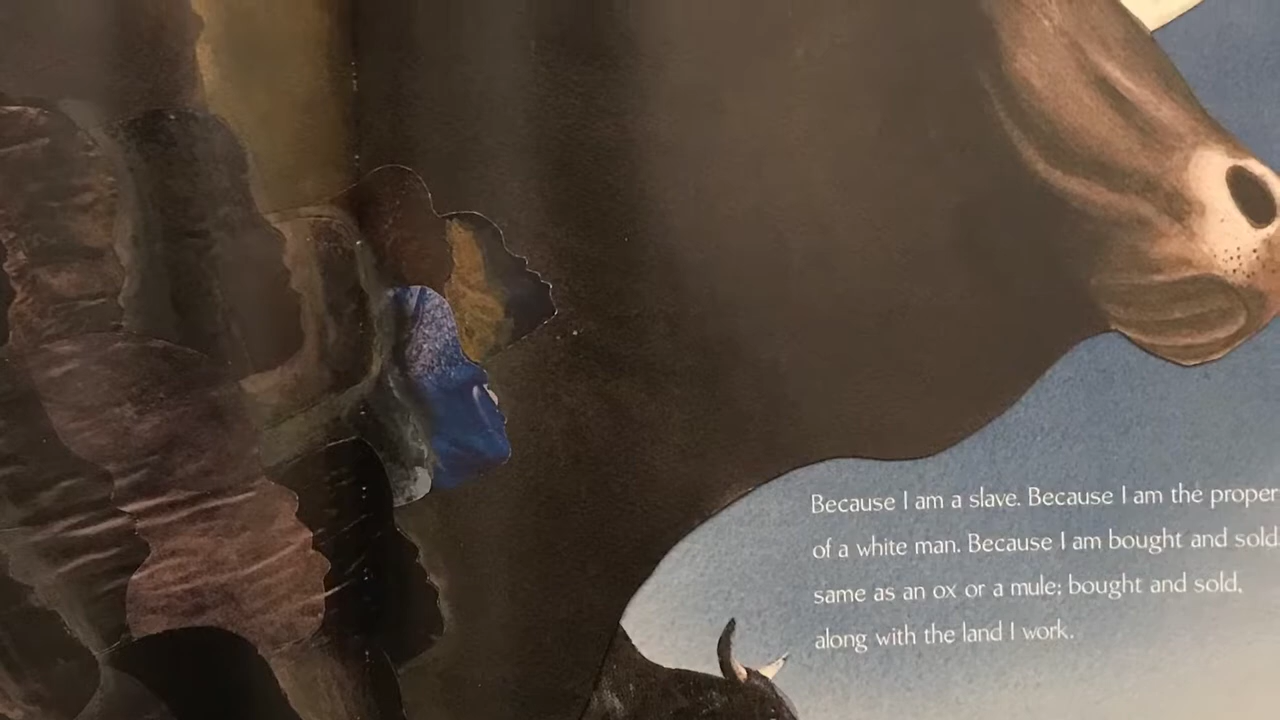 Because I am a slave. Because I am the proper
of a white man. Because I am bought and sold,
same as an ox or a mule: bought and sold,
along with the land I work.